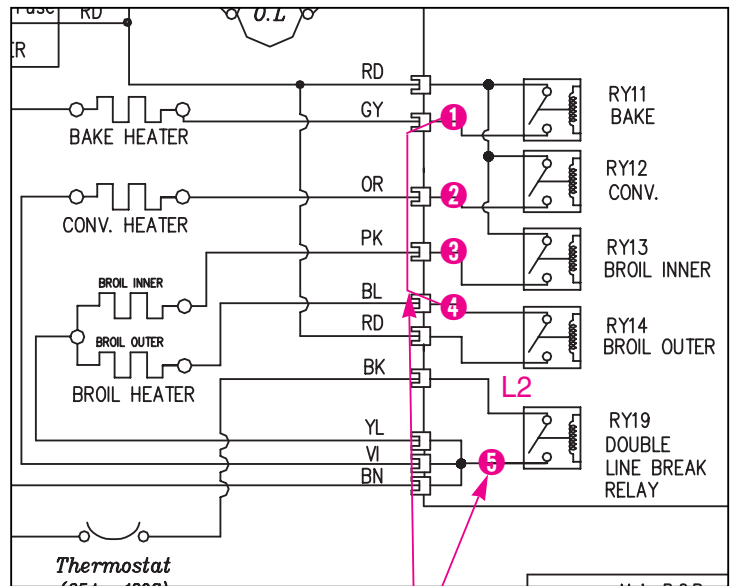 Fuse
RD
O.L
ER
RD
RY11
BAKE
GY
1
BAKE HEATER
RY12
CONV.
OR
2
CONV. HEATER
PK
3
RY13
BROIL INNER
BROIL INNER
BL
4
RY14
BROIL OUTER
RD
BROIL OUTER
BROIL HEATER
BK
L2
RY19
DOUBLE
LINE BREAK
RELAY
YL
VI
5
BN
Thermostat